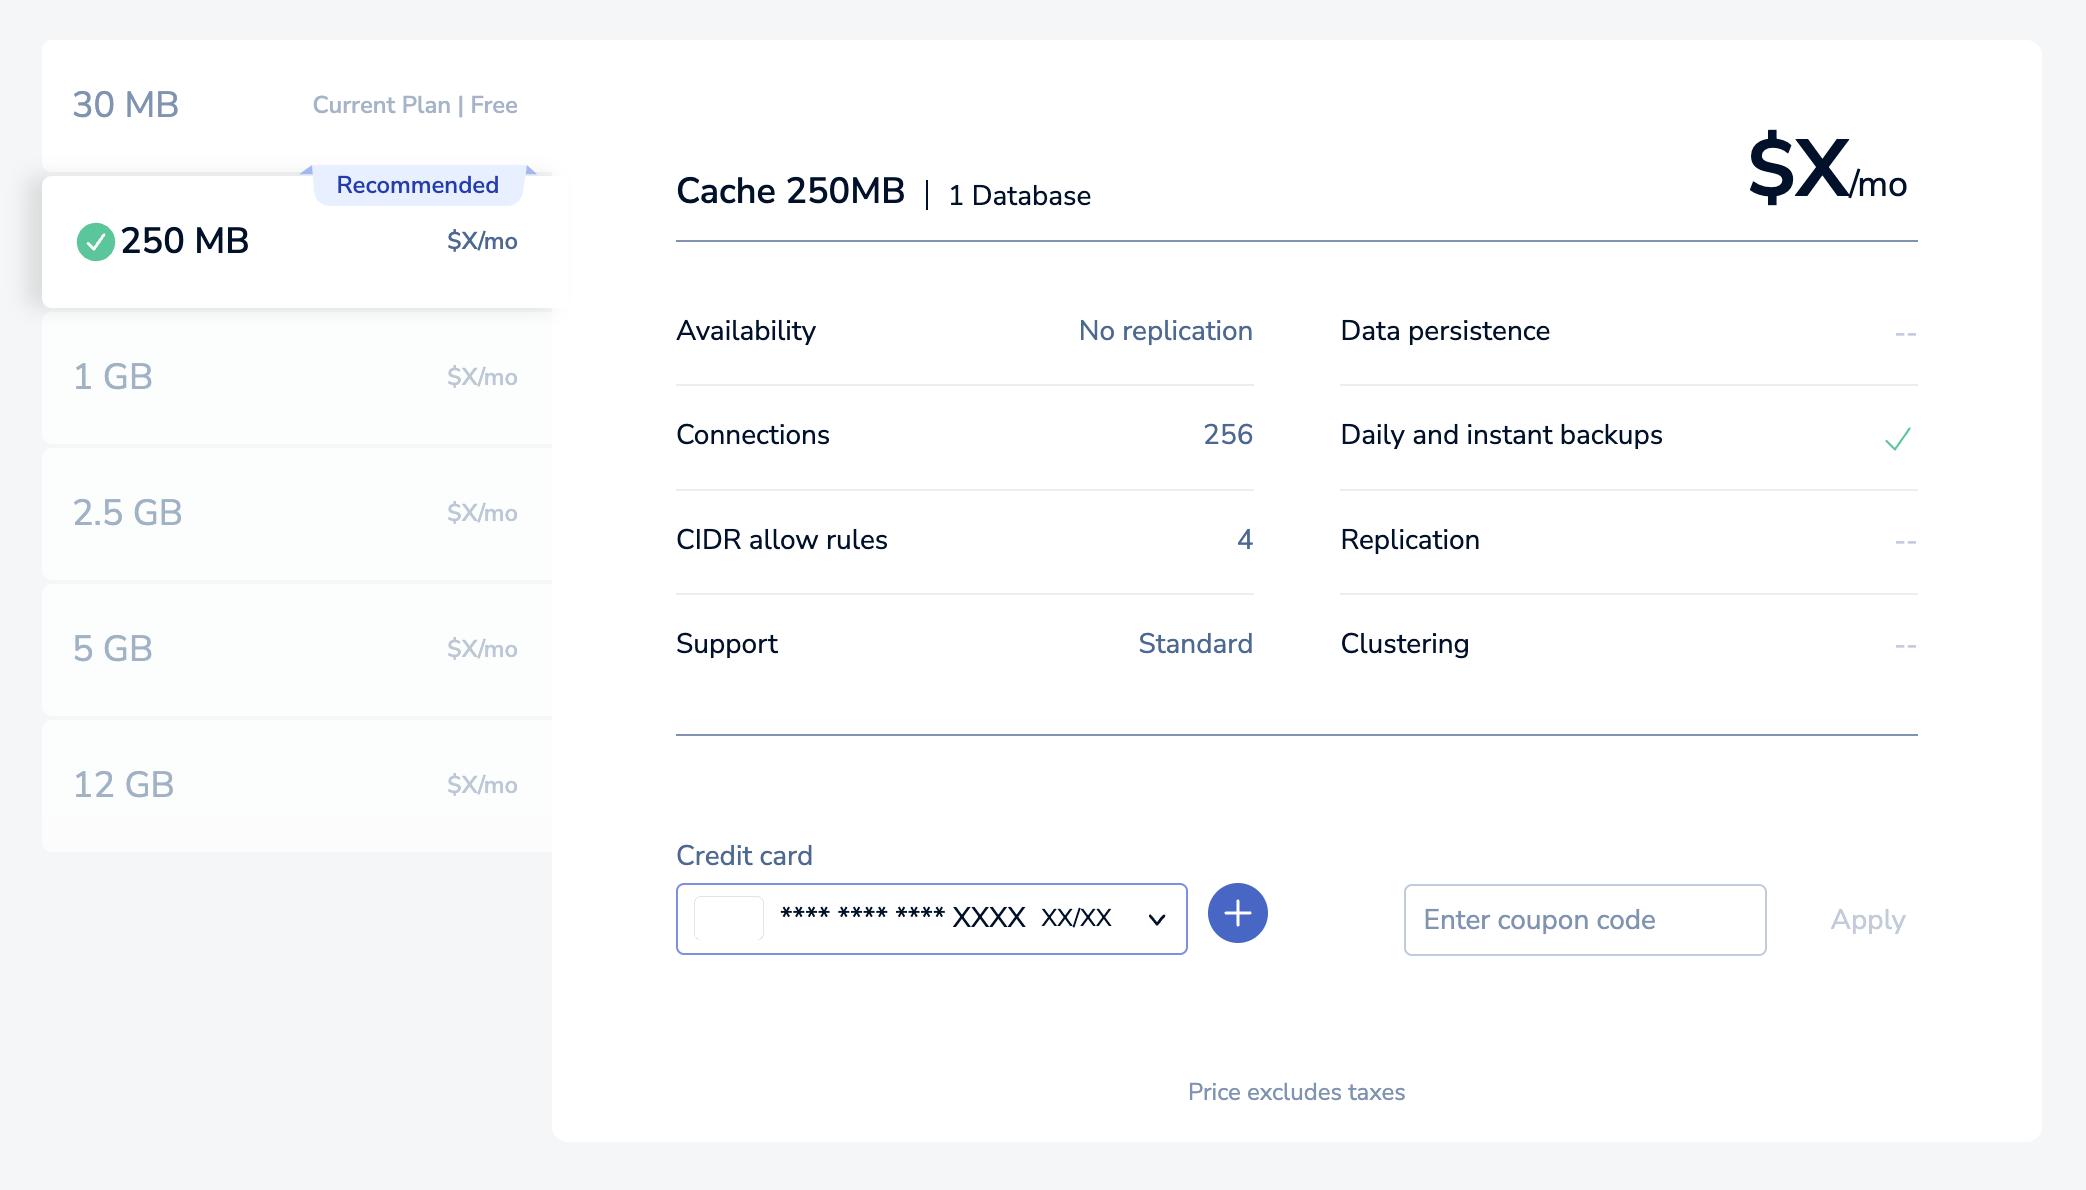 30 MB
Current Plan | Free
Recommended
250 MB
$X/mo
1 GB
$X/mo
2.5 GB
$X/mo
5 GB
$X/mo
12 GB
$X/mo
Cache 250MB | 1 Database
$X/mo
Availability
No replication
Connections
256
CIDR allow rules
4
Support
Standard
Data persistence
--
Daily and instant backups
Replication
--
Clustering
--
Credit card
**** **** **** XXXX XX/XX
Enter coupon code
Apply
Price excludes taxes